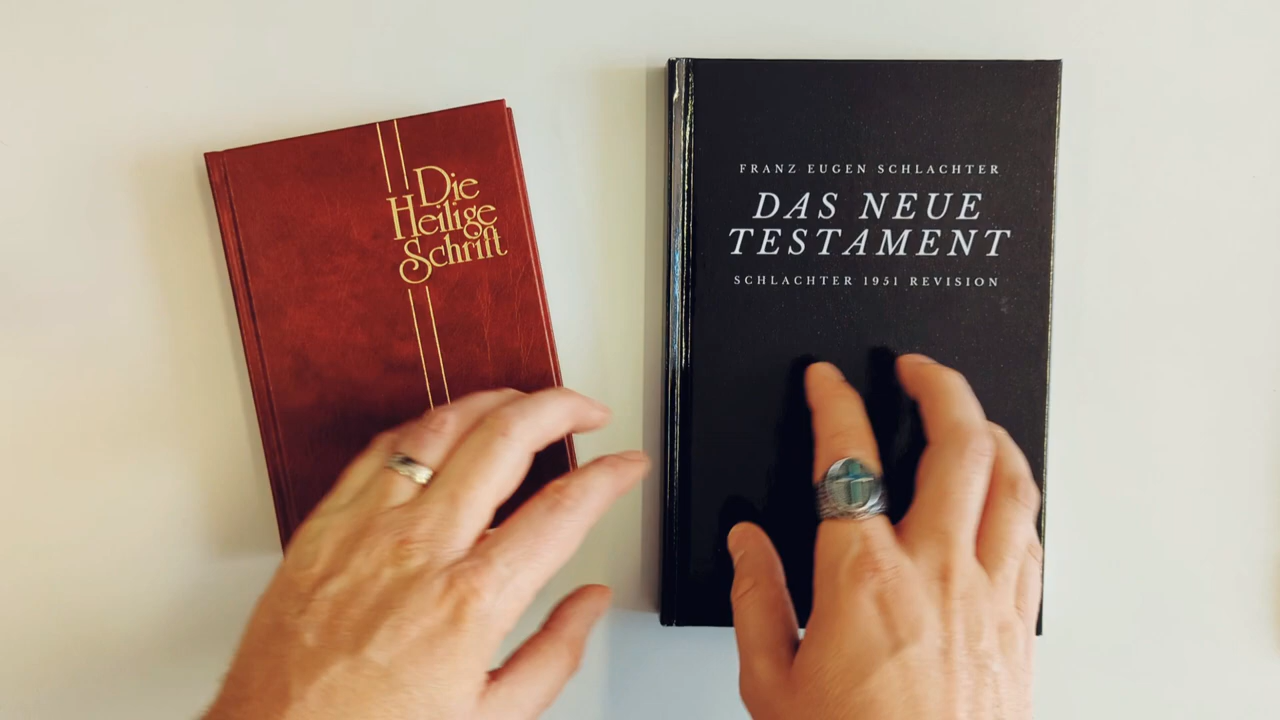 Die
Heilige
Schrift
FRANZ EUGEN SCHLACHTER
DAS NEUE
TESTAMENT
SCHLACHTER 1951 REVISION